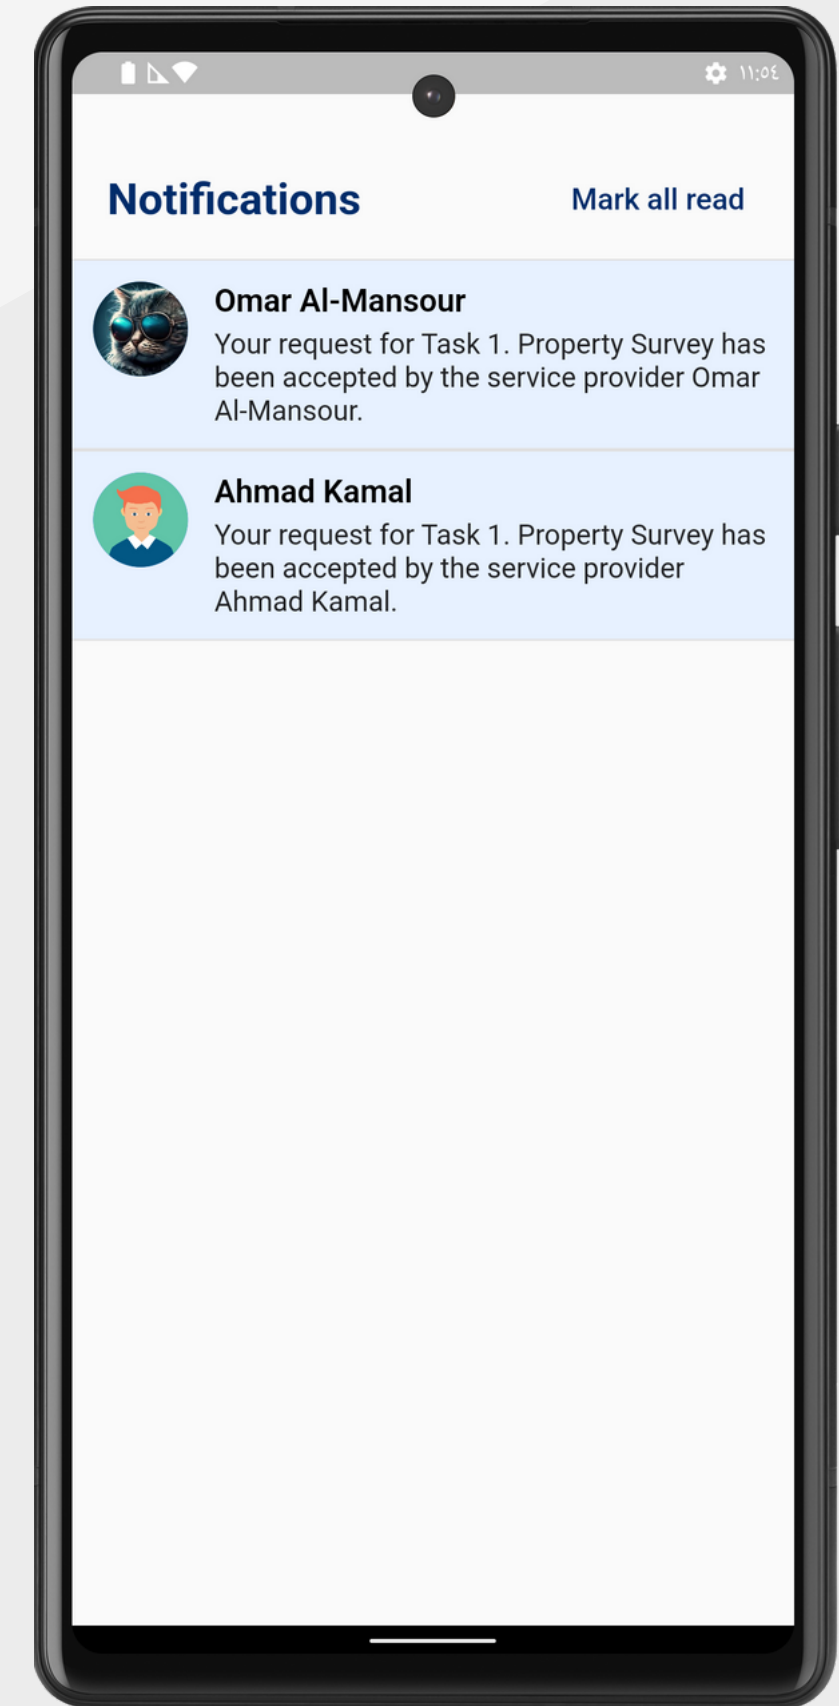 ١١:٥٤
Notifications
Mark all read
Omar Al-Mansour
Your request for Task 1. Property Survey has
been accepted by the service provider Omar
Al-Mansour.
Ahmad Kamal
Your request for Task 1. Property Survey has
been accepted by the service provider
Ahmad Kamal.